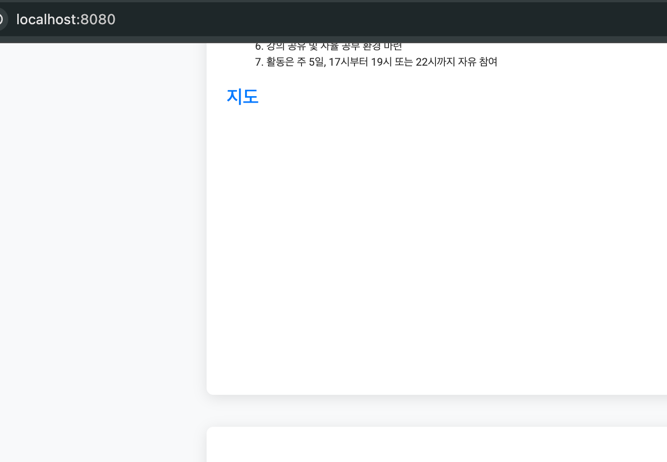 localhost:8080
6. 강의 공유 및 자율 공부 환경 마련
7. 활동은 주 5일, 17시부터 19시 또는 22시까지 자유 참여
지도